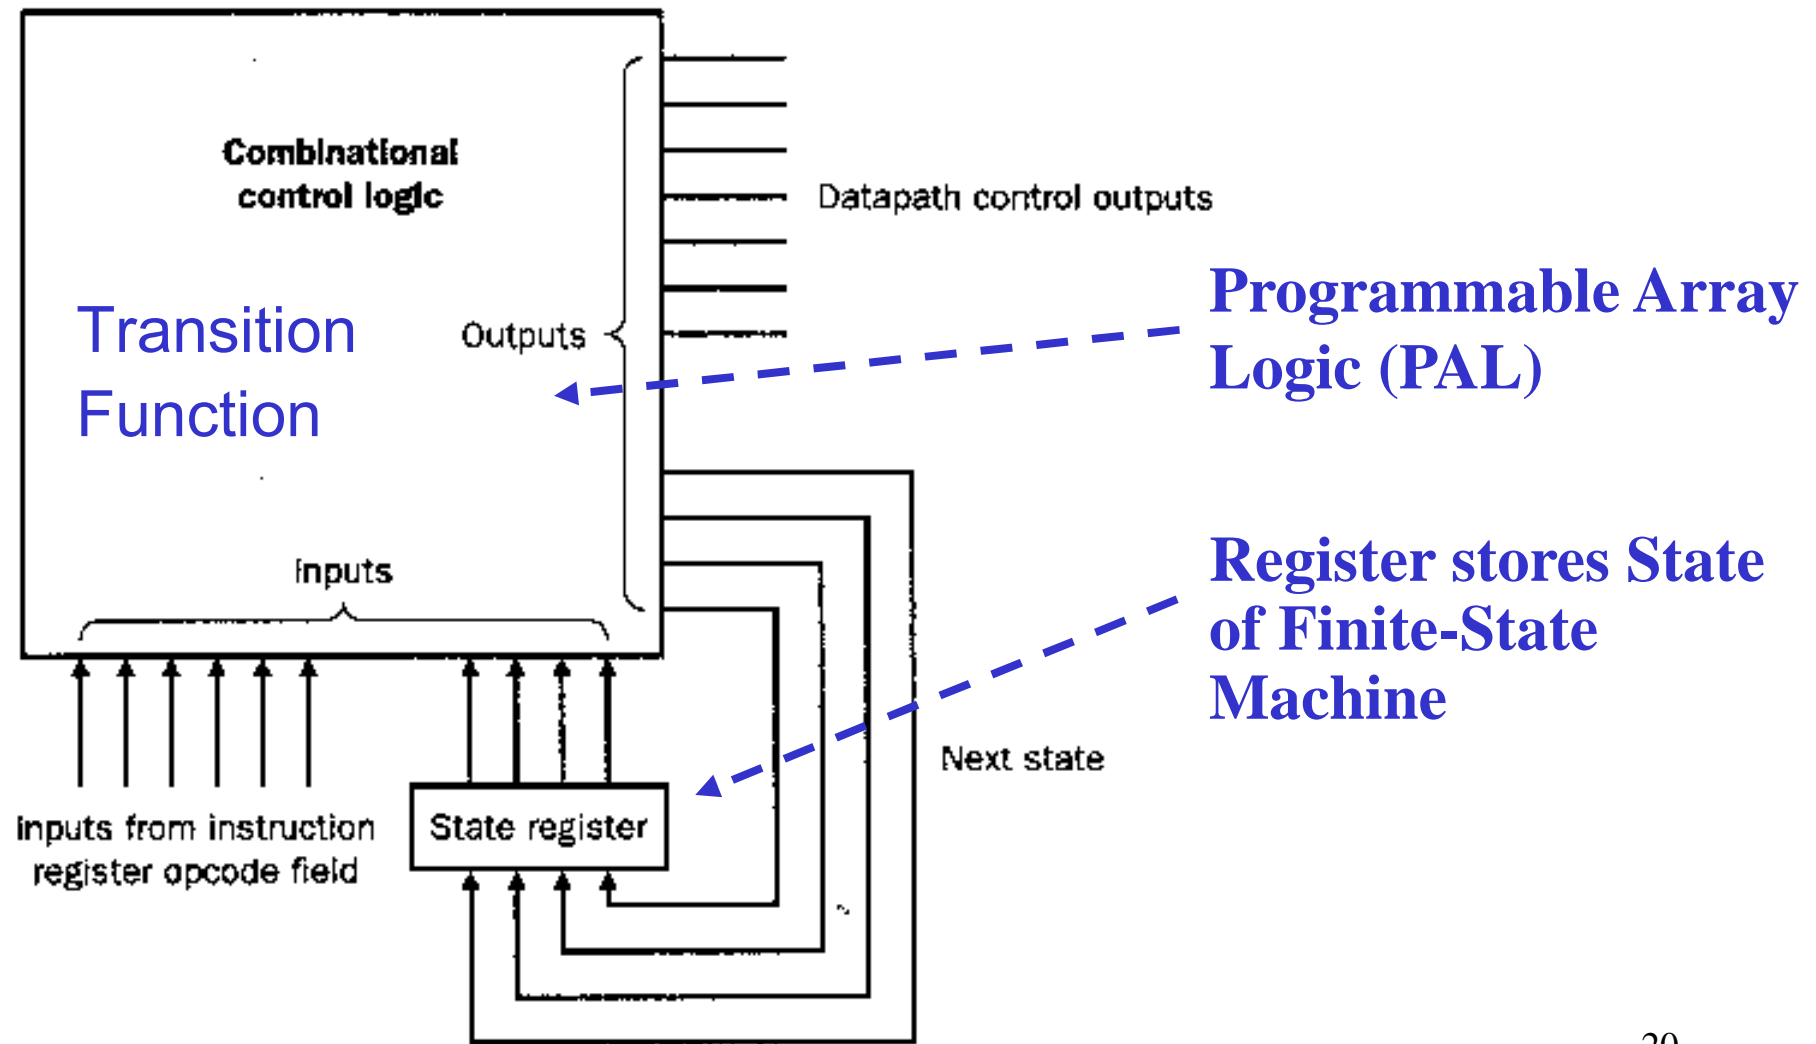 Combinational
control logic
Datapath control outputs
Programmable Array
Logic (PAL)
Transition
Function
Outputs
Register stores State
of Finite-State
Machine
Inputs
Next state
Inputs from instruction
register opcode field
State register
20